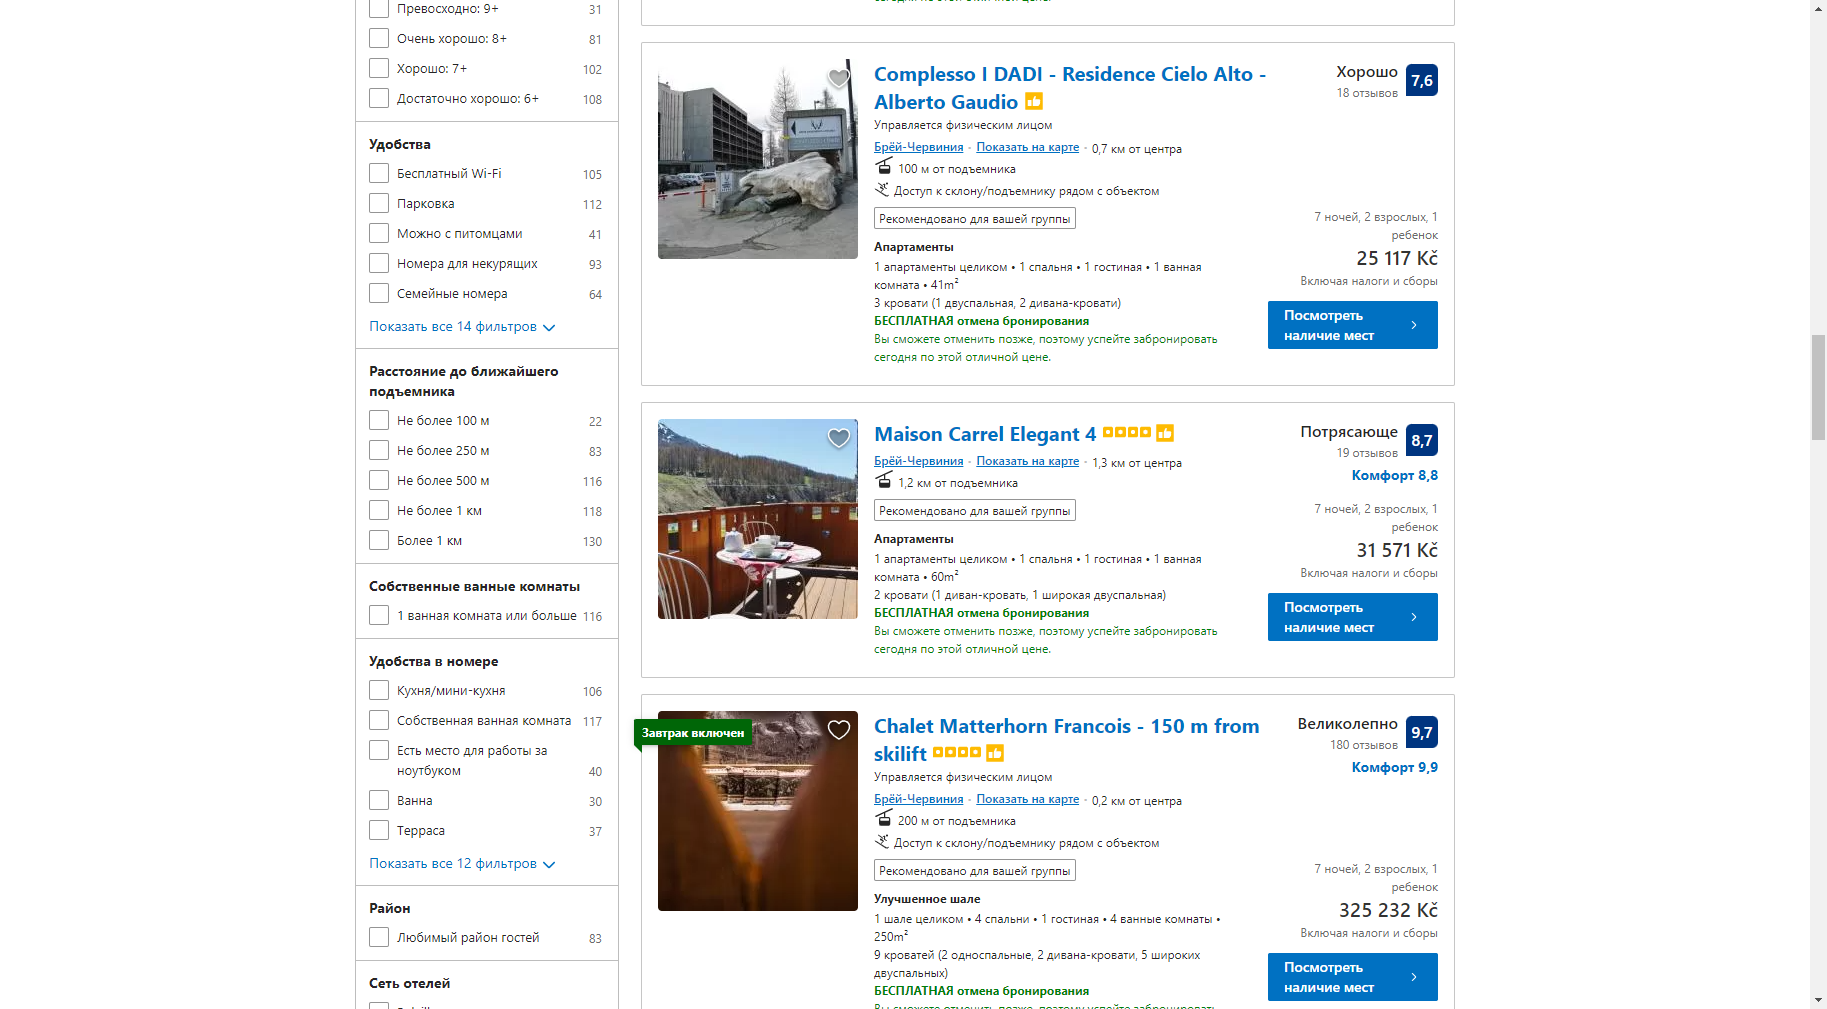 Превосходно: 9+ 31
Очень хорошо: 8+ 81
Хорошо: 7+ 102
Достаточно хорошо: 6+ 108
Удобства
Бесплатный Wi-Fi 105
Парковка 112
Можно с питомцами 41
Номера для некурящих 93
Семейные номера 64
Показать все 14 фильтров
Расстояние до ближайшего
подъемника
Не более 100 м 22
Не более 250 м 83
Не более 500 м 116
Не более 1 км 118
Более 1 км 130
Собственные ванные комнаты
1 ванная комната или больше 116
Удобства в номере
Кухня/мини-кухня 106
Собственная ванная комната 117
Есть место для работы за
ноутбуком 40
Ванна 30
Терраса 37
Показать все 12 фильтров
Район
Любимый район гостей 83
Сеть отелей
сегодня по этой отличной цене.
Complesso I DADI - Residence Cielo Alto -
Alberto Gaudio
Управляется физическим лицом
Брёй-Червиния · Показать на карте · 0,7 км от центра
100 м от подъемника
Доступ к склону/подъемнику рядом с объектом
Рекомендовано для вашей группы
Апартаменты
1 апартаменты целиком • 1 спальня • 1 гостиная • 1 ванная
комната • 41m²
3 кровати (1 двуспальная, 2 дивана-кровати)
БЕСПЛАТНАЯ отмена бронирования
Вы сможете отменить позже, поэтому успейте забронировать
сегодня по этой отличной цене.
Хорошо 7,6
18 отзывов
7 ночей, 2 взрослых, 1
ребенок
25 117 Kč
Включая налоги и сборы
Посмотреть
наличие мест
Maison Carrel Elegant 4
Брёй-Червиния · Показать на карте · 1,3 км от центра
1,2 км от подъемника
Рекомендовано для вашей группы
Апартаменты
1 апартаменты целиком • 1 спальня • 1 гостиная • 1 ванная
комната • 60m²
2 кровати (1 диван-кровать, 1 широкая двуспальная)
БЕСПЛАТНАЯ отмена бронирования
Вы сможете отменить позже, поэтому успейте забронировать
сегодня по этой отличной цене.
Потрясающе 8,7
19 отзывов
Комфорт 8,8
7 ночей, 2 взрослых, 1
ребенок
31 571 Kč
Включая налоги и сборы
Посмотреть
наличие мест
Завтрак включен
Chalet Matterhorn Francois - 150 m from
skilift
Управляется физическим лицом
Брёй-Червиния · Показать на карте · 0,2 км от центра
200 м от подъемника
Доступ к склону/подъемнику рядом с объектом
Рекомендовано для вашей группы
Улучшенное шале
1 шале целиком • 4 спальни • 1 гостиная • 4 ванные комнаты •
250m²
9 кроватей (2 односпальные, 2 дивана-кровати, 5 широких
двуспальных)
БЕСПЛАТНАЯ отмена бронирования
Вы сможете отменить позже, поэтому успейте забронировать
Великолепно 9,7
180 отзывов
Комфорт 9,9
7 ночей, 2 взрослых, 1
ребенок
325 232 Kč
Включая налоги и сборы
Посмотреть
наличие мест